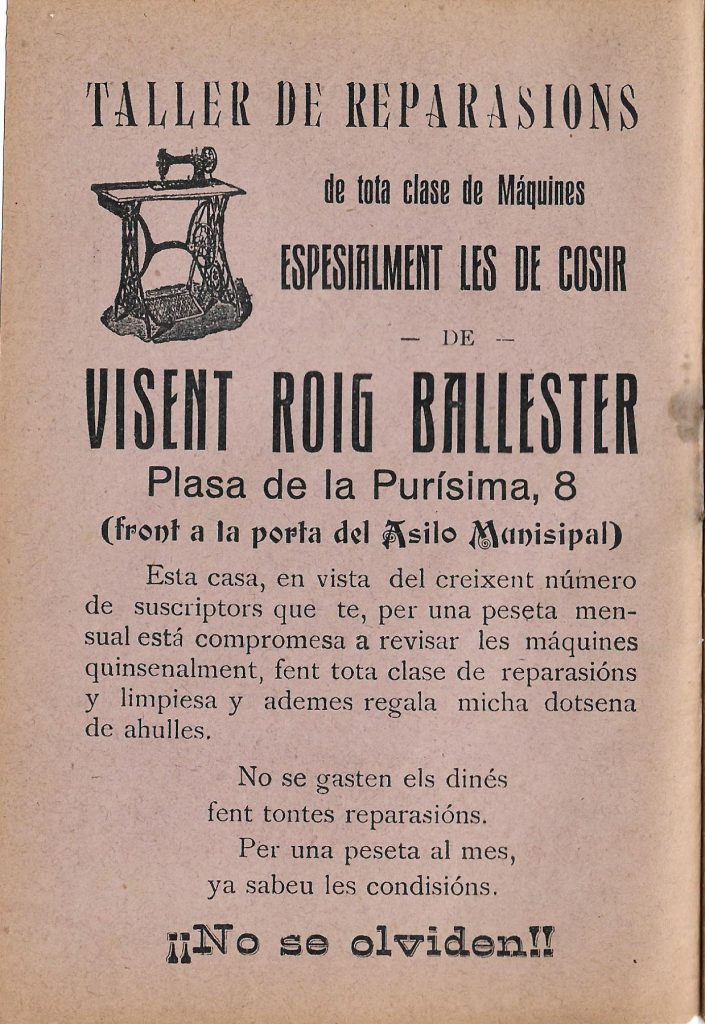 TALLER DE REPARASIONS
de tota clase de Máquines
ESPESIALMENT LES DE COSIR
— DE —
VISENT ROIG BALLESTER
Plasa de la Purísima, 8
(front a la porta del Asilo Munisipal)
Esta casa, en vista del creixent número
de suscriptors que te, per una peseta men-
sual está compromesa a revisar les máquines
quinsenalment, fent tota clase de reparasións
y limpiesa y ademes regala micha dotsena
de ahulles.
No se gasten els dinés
fent tontes reparasións.
Per una peseta al mes,
ya sabeu les condisións.
¡¡No se olviden!!